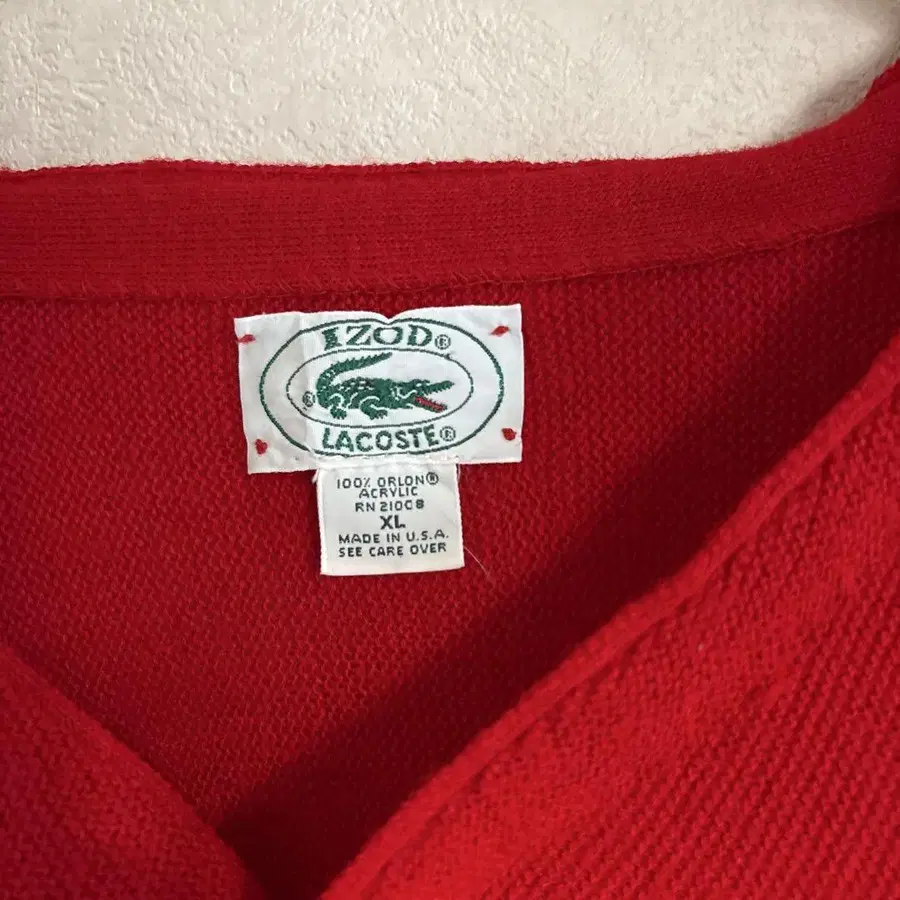 IZOD®
®
LACOSTE®
100% ORLON®
ACRYLIC
RN 21008
XL
MADE IN U.S.A.
SEE CARE OVER